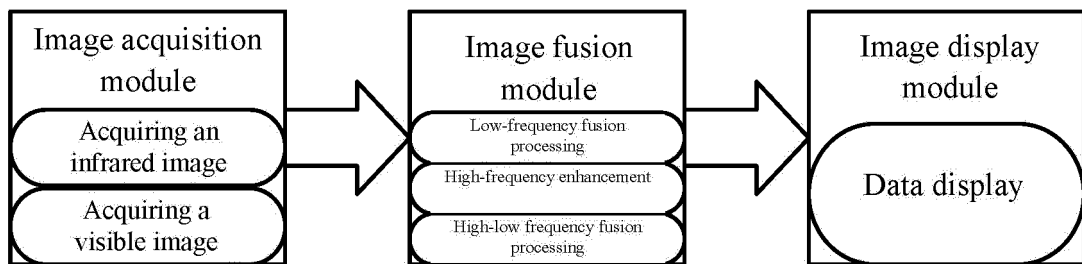 Image acquisition
module
Acquiring an
infrared image
Acquiring a
visible image
Image fusion
module
Low-frequency fusion
processing
High-frequency enhancement
High-low frequency fusion
processing
Image display
module
Data display